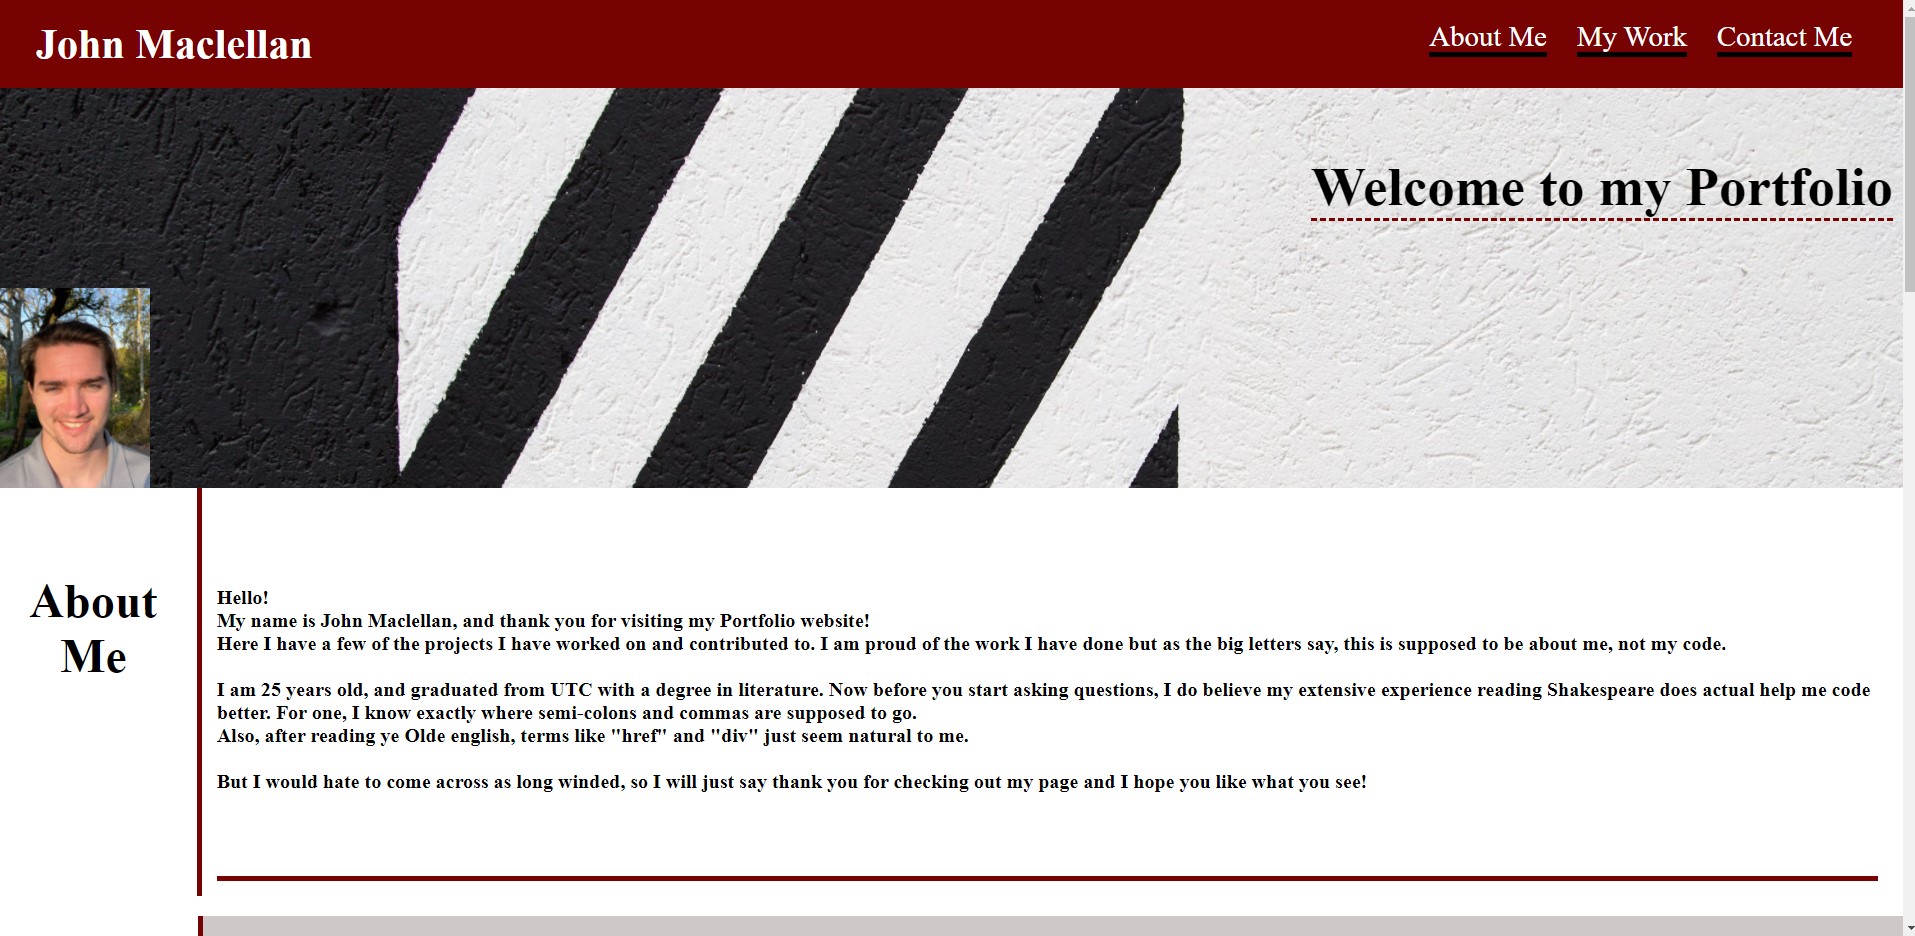 John Maclellan
About Me My Work Contact Me
Welcome to my Portfolio
About
Me
Hello!
My name is John Maclellan, and thank you for visiting my Portfolio website!
Here I have a few of the projects I have worked on and contributed to. I am proud of the work I have done but as the big letters say, this is supposed to be about me, not my code.
I am 25 years old, and graduated from UTC with a degree in literature. Now before you start asking questions, I do believe my extensive experience reading Shakespeare does actual help me code
better. For one, I know exactly where semi-colons and commas are supposed to go.
Also, after reading ye Olde english, terms like "href" and "div" just seem natural to me.
But I would hate to come across as long winded, so I will just say thank you for checking out my page and I hope you like what you see!